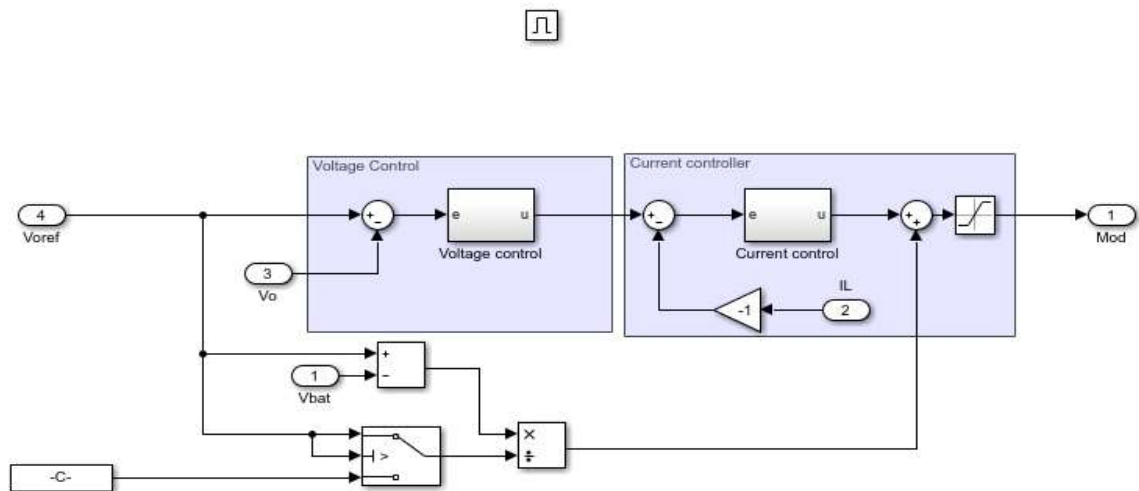 Voltage Control
Current controller
4
Voref
+
−
e
u
Voltage control
+
−
e
u
Current control
+
+
1
Mod
3
Vo
-1
IL
2
1
Vbat
+
−
>
×
÷
-C-